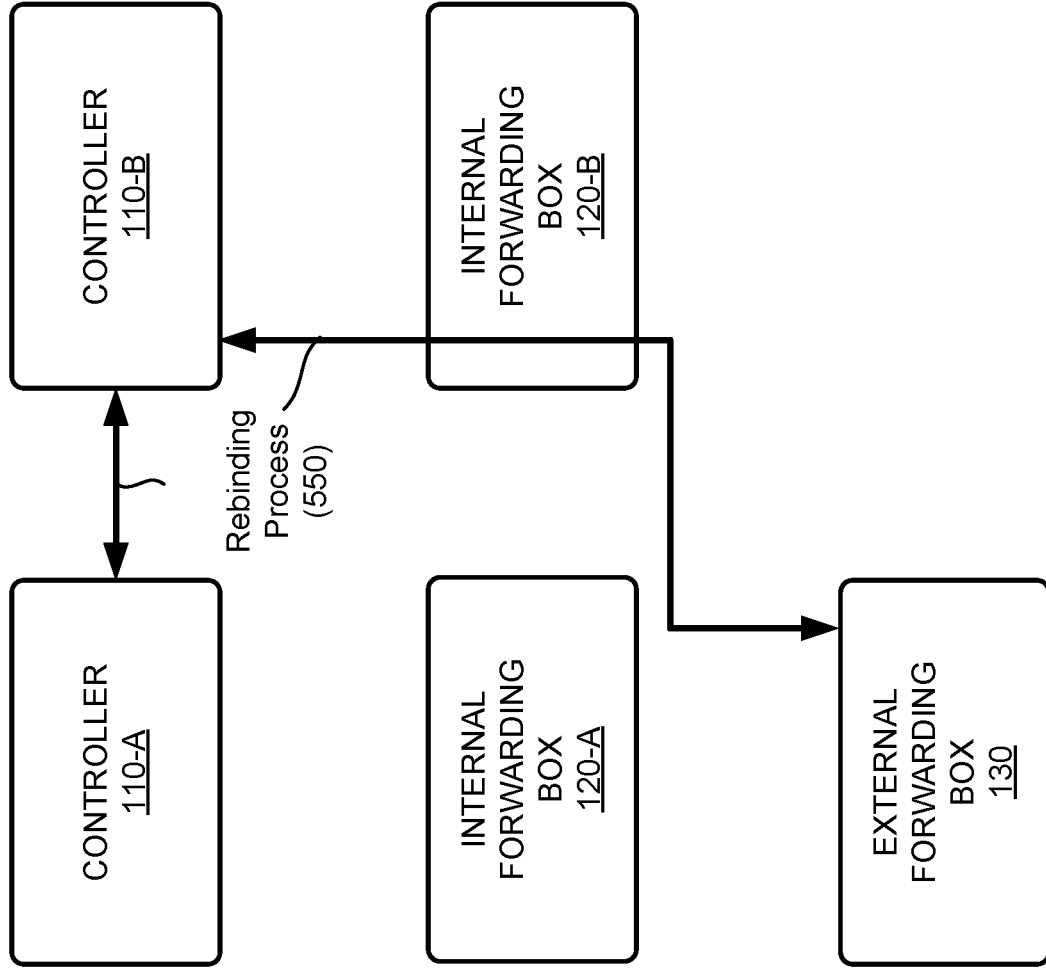 CONTROLLER
110-A
CONTROLLER
110-B
Rebinding
Process
(550)
INTERNAL
FORWARDING
BOX
120-A
INTERNAL
FORWARDING
BOX
120-B
EXTERNAL
FORWARDING
BOX
130